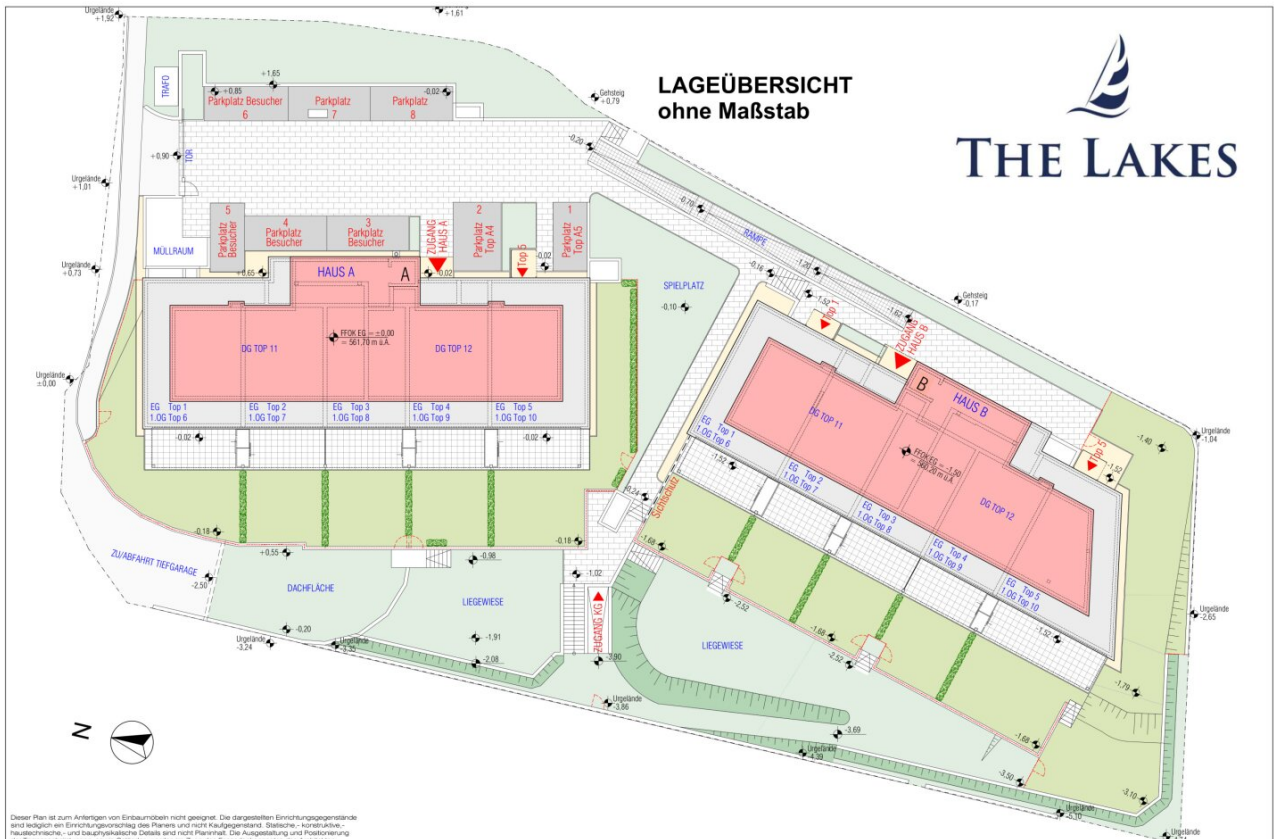 Urgelände
+1,92
+1,61
LAGEÜBERSICHT
ohne Maßstab
THE LAKES
TRAFO
+1,65
+0,85
-0,02
Parkplatz Besucher
6
Parkplatz
7
Parkplatz
8
Gehsteig
+0,79
+0,90
TOR
-0,20
Urgelände
+1,01
-0,70
RAMPE
MÜLLRAUM
5
Parkplatz
Besucher
4
Parkplatz
Besucher
3
Parkplatz
Besucher
ZUGANG
HAUS A
2
Parkplatz
Top A4
Top 5
1
Parkplatz
Top A5
Urgelände
+0,73
+0,65
-0,02
-0,02
HAUS A
A
SPIELPLATZ
-0,10
-0,16
-1,20
-1,52
-1,62
Gehsteig
-0,17
Top 1
ZUGANG
HAUS B
FFOK EG = ±0,00
= 561,70 m ü.A.
DG TOP 11
DG TOP 12
Urgelände
±0,00
EG Top 1
1.OG Top 6
EG Top 2
1.OG Top 7
EG Top 3
1.OG Top 8
EG Top 4
1.OG Top 9
EG Top 5
1.OG Top 10
-0,02
-0,02
B
HAUS B
DG TOP 11
FFOK EG = -1,50
= 560,20 m ü.A.
DG TOP 12
Top 5
-1,52
-1,40
Urgelände
-1,04
EG Top 1
1.OG Top 6
-1,52
EG Top 2
1.OG Top 7
EG Top 3
1.OG Top 8
EG Top 4
1.OG Top 9
EG Top 5
1.OG Top 10
-1,52
Sichtschutz
-0,24
-0,18
-0,18
-1,68
ZU/ABFAHRT TIEFGARAGE
-2,50
+0,55
DACHFLÄCHE
-0,98
LIEGEWIESE
-1,02
ZUGANG KG
-2,90
-0,20
Urgelände
-3,24
Urgelände
-3,35
-1,91
-2,08
-2,52
-1,68
-2,52
LIEGEWIESE
Urgelände
-2,65
-1,79
-1,68
Urgelände
-3,86
-3,69
Urgelände
-4,39
-3,50
-3,10
Urgelände
-5,10
Urgelände
N
Dieser Plan ist zum Anfertigen von Einbaumöbeln nicht geeignet. Die dargestellten Einrichtungsgegenstände
sind lediglich ein Einrichtungsvorschlag des Planers und nicht Kaufgegenstand. Statische,- konstruktive,-
haustechnische,- und bauphysikalische Details sind nicht Planinhalt. Die Ausgestaltung und Positionierung